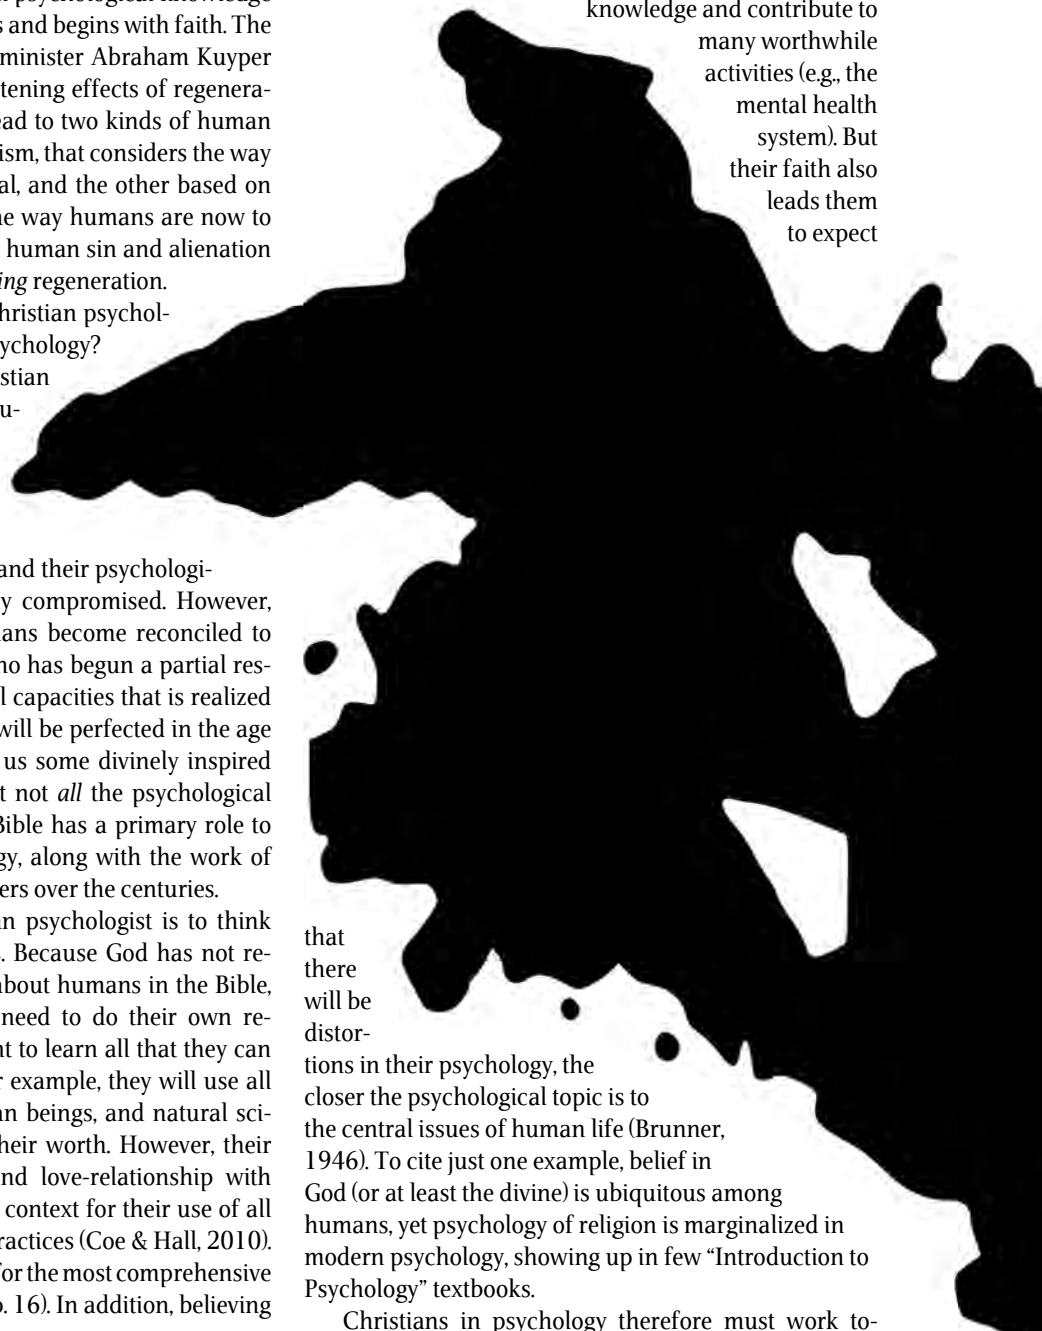 psychological knowledge
s and begins with faith. The
minister Abraham Kuyper
tening effects of regenera-
ead to two kinds of human
ism, that considers the way
al, and the other based on
he way humans are now to
human sin and alienation
ing regeneration.
hristian psychol-
ychology?
stian
u-
and their psychologi-
y compromised. However,
ans become reconciled to
ho has begun a partial res-
l capacities that is realized
will be perfected in the age
us some divinely inspired
t not all the psychological
Bible has a primary role to
gy, along with the work of
ers over the centuries.
an psychologist is to think
s. Because God has not re-
about humans in the Bible,
need to do their own re-
nt to learn all that they can
r example, they will use all
an beings, and natural sci-
heir worth. However, their
nd love-relationship with
context for their use of all
ractices (Coe & Hall, 2010).
for the most comprehensive
p. 16). In addition, believing
knowledge and contribute to
many worthwhile
activities (e.g., the
mental health
system). But
their faith also
leads them
to expect
that
there
will be
distor-
tions in their psychology, the
closer the psychological topic is to
the central issues of human life (Brunner,
1946). To cite just one example, belief in
God (or at least the divine) is ubiquitous among
humans, yet psychology of religion is marginalized in
modern psychology, showing up in few “Introduction to
Psychology” textbooks.
Christians in psychology therefore must work to-